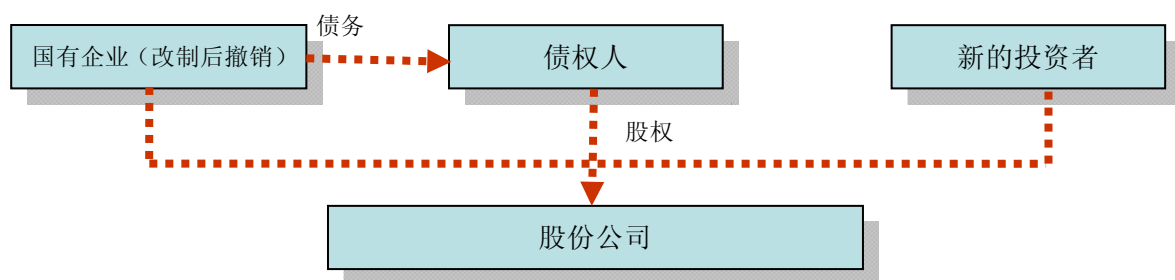 债务
国有企业（改制后撤销）
债权人
新的投资者
股权
股份公司